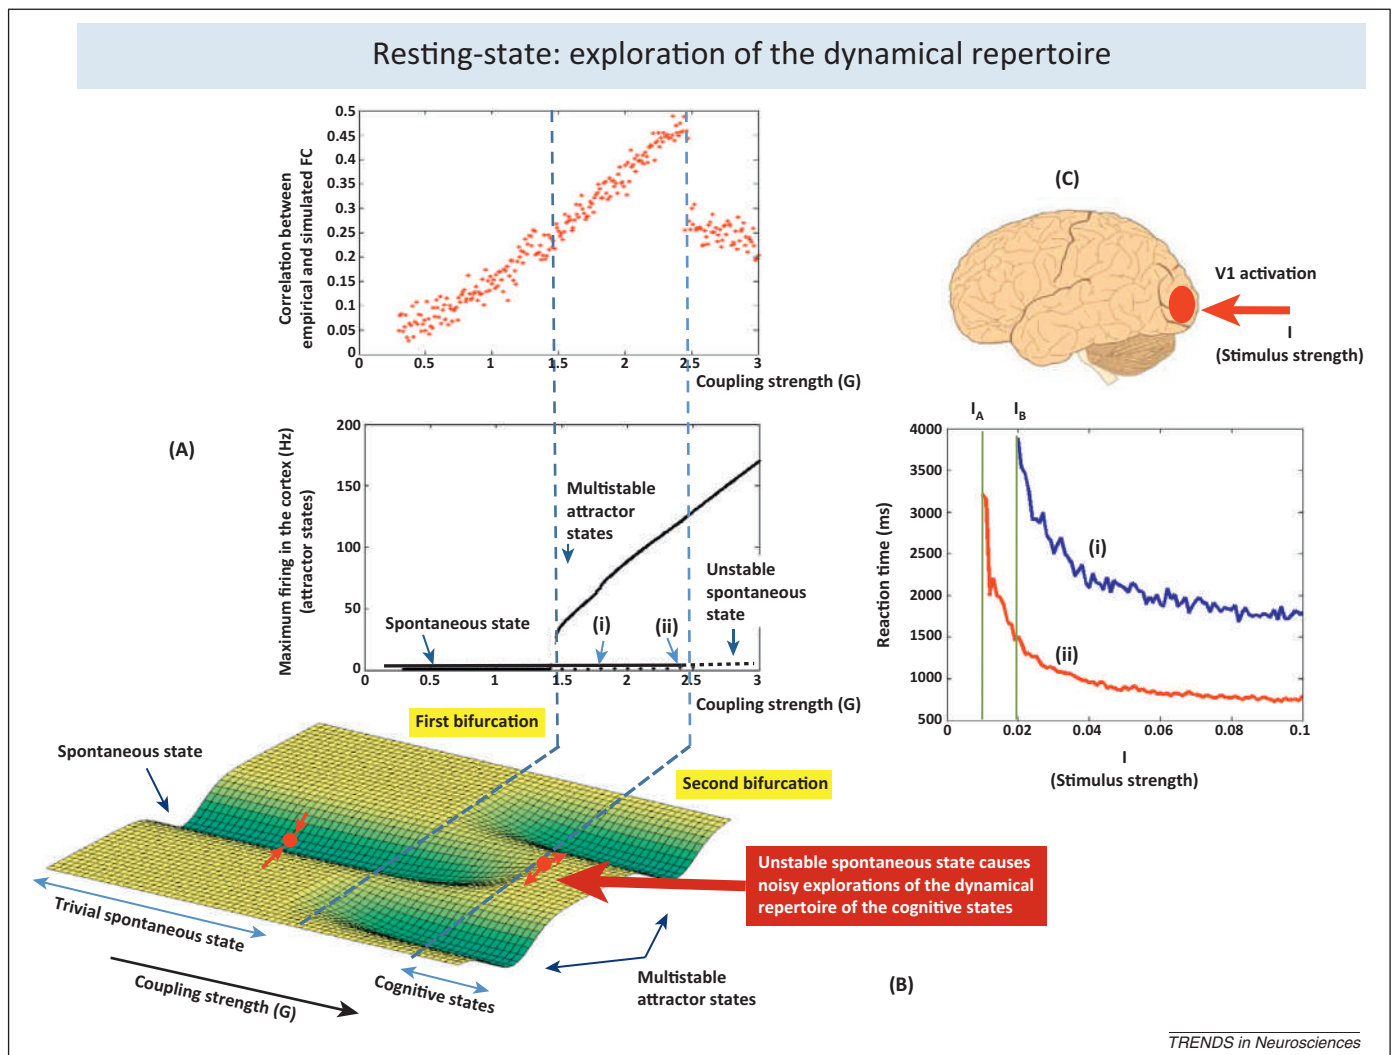 Resting-state: exploration of the dynamical repertoire
0.5
0.45
0.4
0.35
0.3
0.25
0.2
0.15
0.1
0.05
0
Correlation between
empirical and simulated FC
0 0.5 1 1.5 2 2.5 3
Coupling strength (G)
(A)
200
150
100
50
0
Maximum firing in the cortex (Hz)
(attractor states)
Multistable
attractor
states
Unstable
spontaneous
state
Spontaneous state
(i)
(ii)
0.5 1 1.5 2 2.5 3
Coupling strength (G)
First bifurcation
Second bifurcation
Spontaneous state
Trivial spontaneous state
Coupling strength (G)
Cognitive states
Multistable
attractor states
Unstable spontaneous state causes
noisy explorations of the dynamical
repertoire of the cognitive states
(B)
(C)
V1 activation
I
(Stimulus strength)
I_A I_B
4000
3500
3000
2500
2000
1500
1000
500
Reaction time (ms)
(i)
(ii)
0 0.02 0.04 0.06 0.08 0.1
I
(Stimulus strength)
TRENDS in Neurosciences